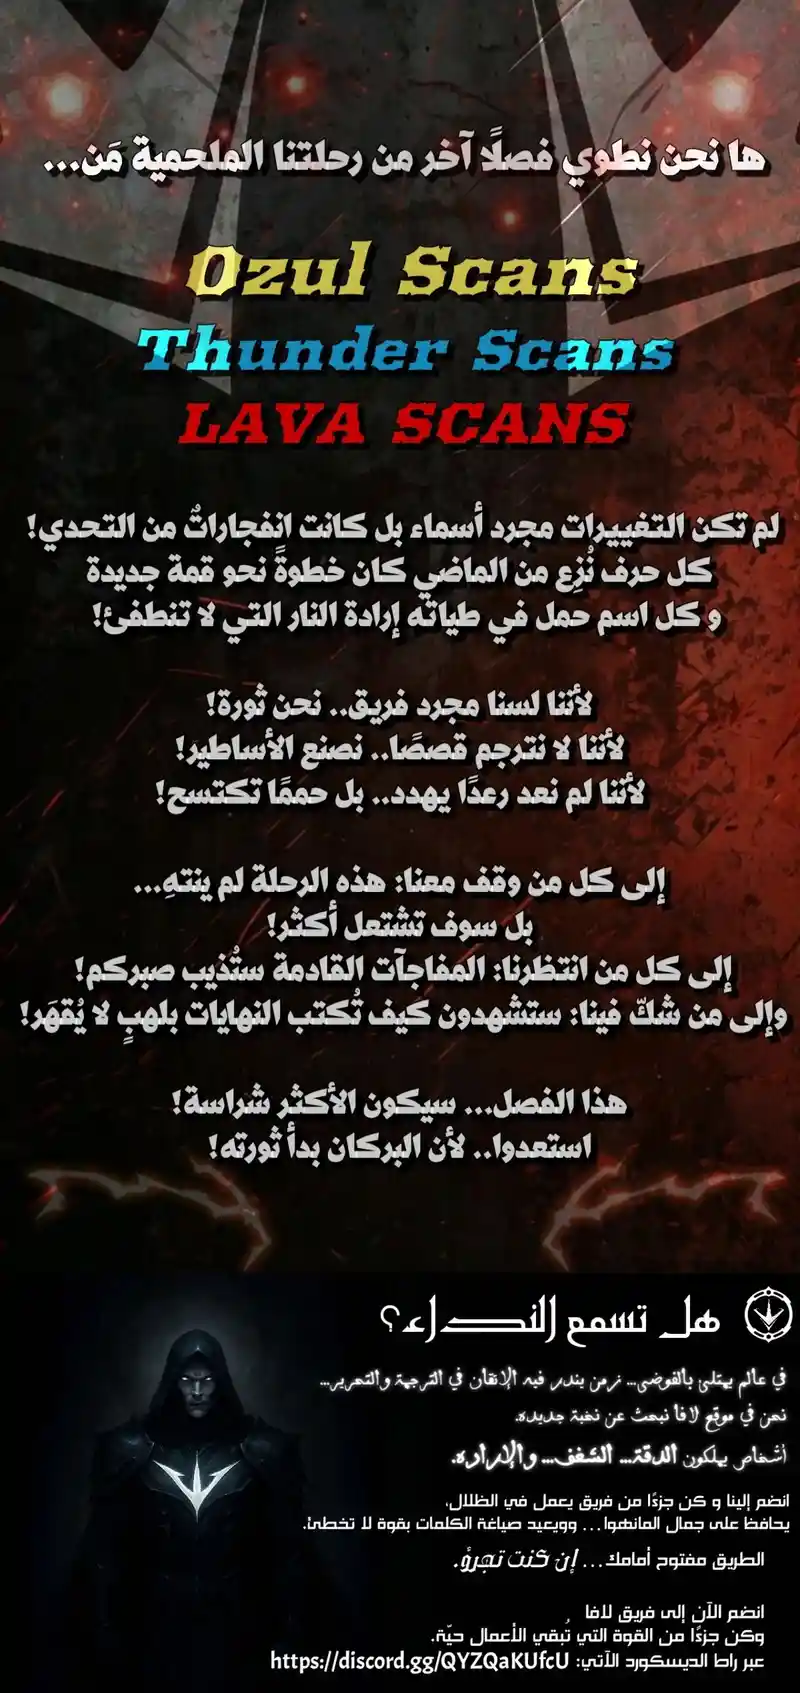 ها نحن نطوي فصلًا آخر من رحلتنا الملحمية مَن...
Ozul Scans
Thunder Scans
LAVA SCANS
لم تكن التغييرات مجرد أسماء بل كانت انفجاراتٌ من التحدي!
كل حرف نُزِع من الماضي كان خطوةً نحو قمة جديدة
و كل اسم حمل في طياته إرادة النار التي لا تنطفئ!
لأننا لسنا مجرد فريق.. نحن ثورة!
لأننا لا نترجم قصصًا.. نصنع الأساطير!
لأننا لم نعد رعدًا يهدد.. بل حممًا تكتسح!
إلى كل من وقف معنا: هذه الرحلة لم ينتهِ...
بل سوف تشتعل أكثر!
إلى كل من انتظرنا: المفاجآت القادمة ستُذيب صبركم!
وإلى من شكّ فينا: ستشهدون كيف تُكتب النهايات بلهبٍ لا يُقهَر!
هذا الفصل... سيكون الأكثر شراسة!
استعدوا.. لأن البركان بدأ ثورته!
هل تسمع النداء؟
في عالم يمتلئ بالفوضى... زمن يندر فيه الإتقان في الترجمة والتحرير...
نحن في موقع لافا نبحث عن نخبة جديدة.
أشخاص يملكون الدقة... الشغف... والإرادة.
انضم إلينا و كن جزءًا من فريق يعمل في الظلال،
يحافظ على جمال المانهوا... وويعيد صياغة الكلمات بقوة لا تخطئ.
الطريق مفتوح أمامك... إن كنت تجرؤ.
انضم الآن إلى فريق لافا
وكن جزءًا من القوة التي تُبقي الأعمال حيّة.
عبر راط الديسكورد الآتي: https://discord.gg/QYZQaKUfcU